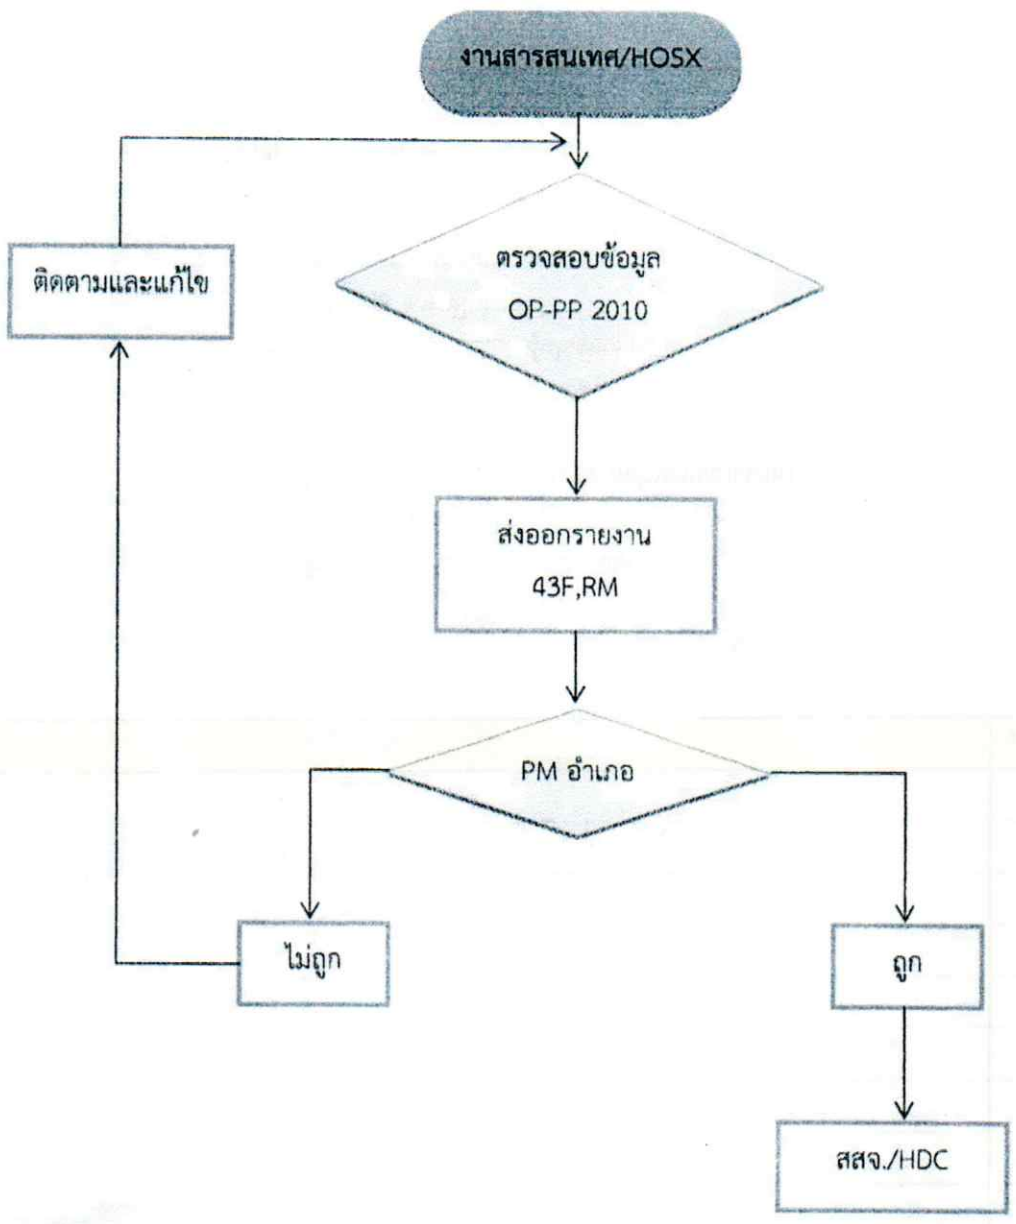 งานสารสนเทศ/HOSX
ตรวจสอบข้อมูล
OP-PP 2010
ติดตามและแก้ไข
ส่งออกรายงาน
43F,RM
PM อำเภอ
ไม่ถูก
ถูก
สสจ./HDC